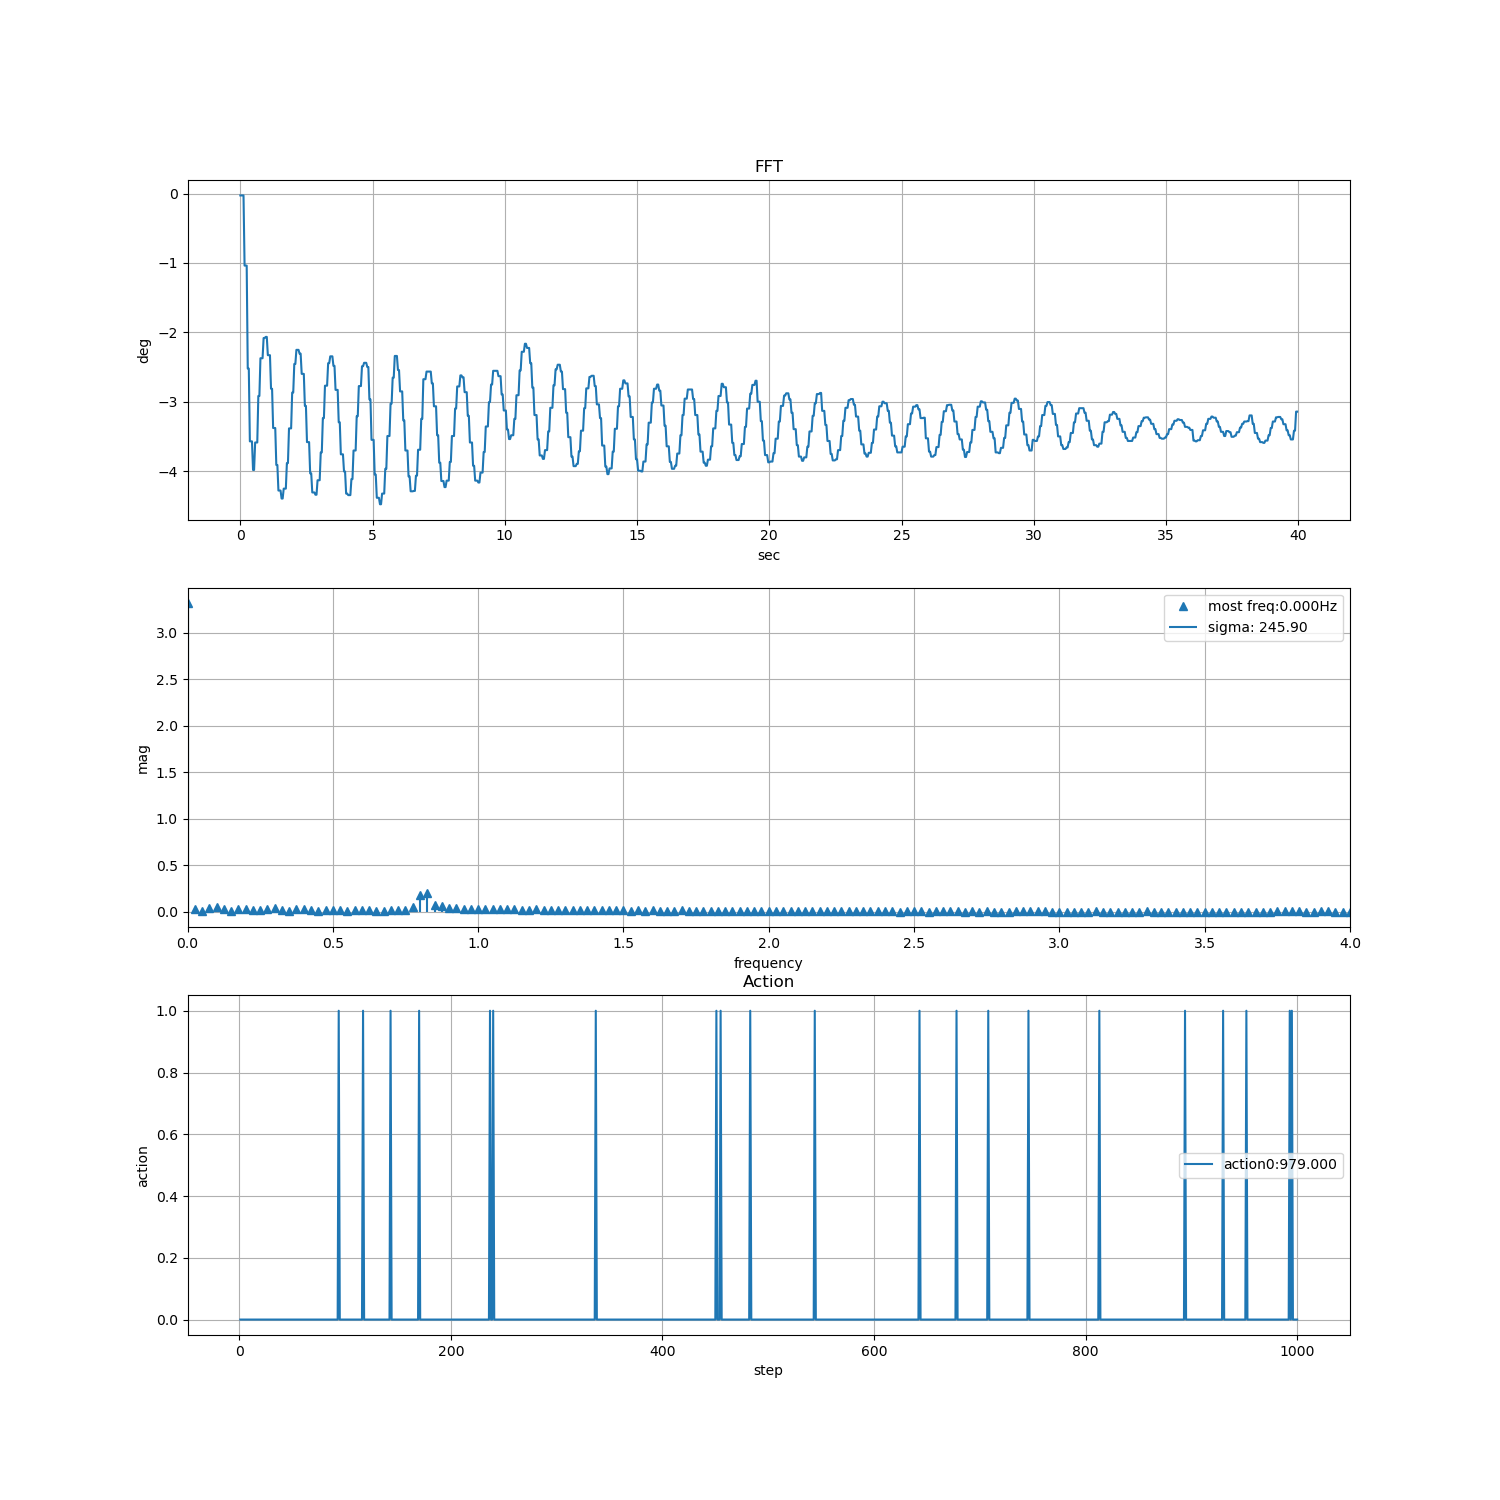 FFT
0
−1
−2
−3
−4
deg
0 5 10 15 20 25 30 35 40
sec
most freq:0.000Hz
sigma: 245.90
3.0
2.5
2.0
1.5
1.0
0.5
0.0
mag
0.0 0.5 1.0 1.5 2.0 2.5 3.0 3.5 4.0
frequency
Action
1.0
0.8
0.6
0.4
0.2
0.0
action
action0:979.000
0 200 400 600 800 1000
step